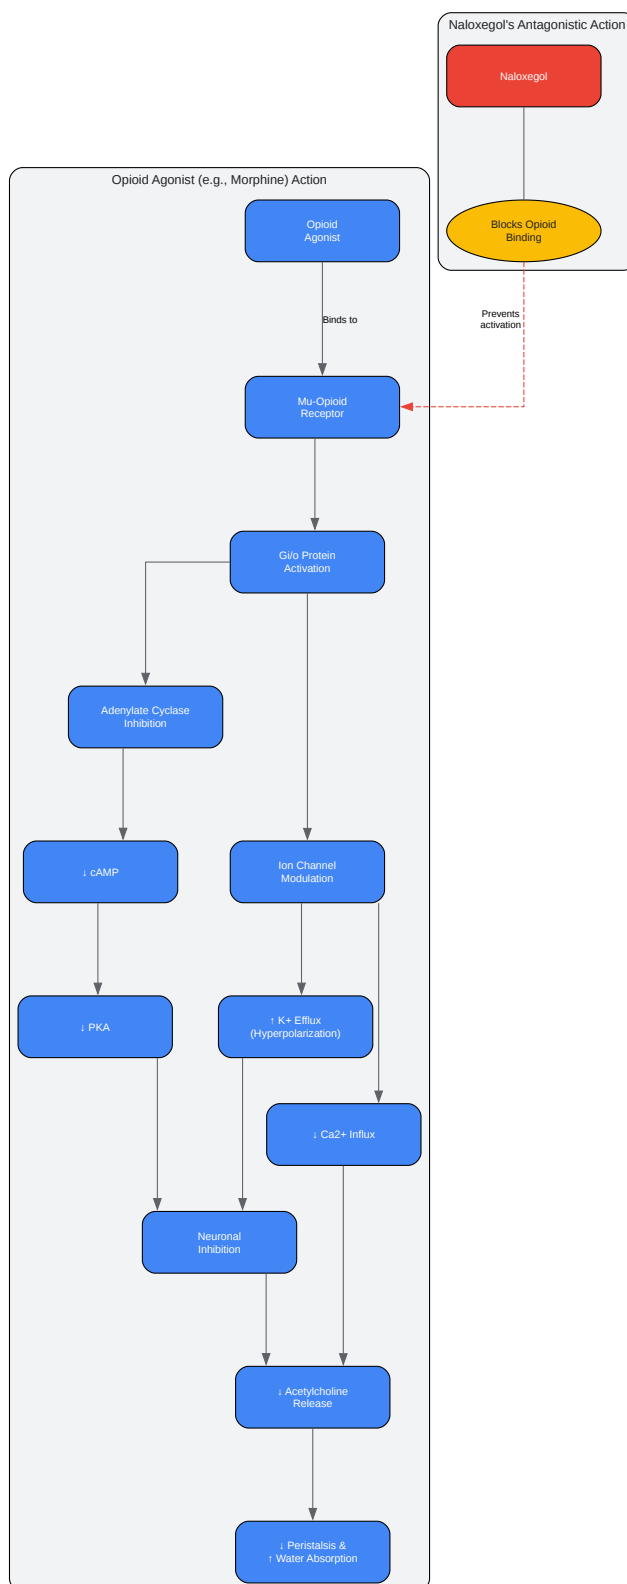 Naloxegol's Antagonistic Action
Naloxegol
Blocks Opioid
Binding
Prevents
activation
Opioid Agonist (e.g., Morphine) Action
Opioid
Agonist
Binds to
Mu-Opioid
Receptor
Gi/o Protein
Activation
Adenylate Cyclase
Inhibition
↓ cAMP
Ion Channel
Modulation
↓ PKA
↑ K+ Efflux
(Hyperpolarization)
↓ Ca2+ Influx
Neuronal
Inhibition
↓ Acetylcholine
Release
↓ Peristalsis &
↑ Water Absorption